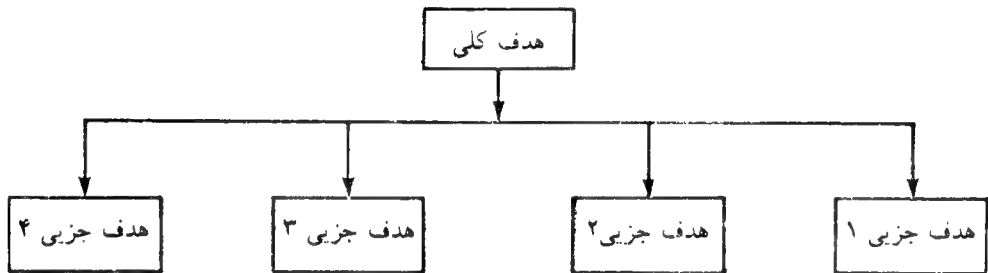 هدف کلی
هدف جزیی ۱
هدف جزیی۲
هدف جزیی ۳
هدف جزیی ۴